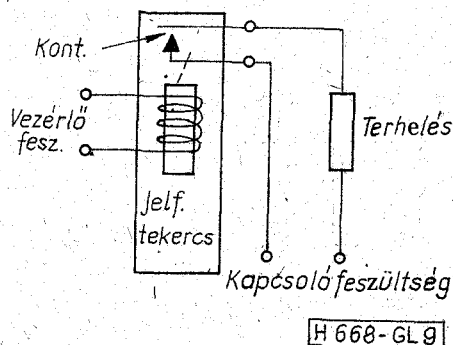 Kont.
Vezérlő
fesz.
Jelf.
tekercs
Terhelés
Kapcsoló feszültség
H 668-GL 9